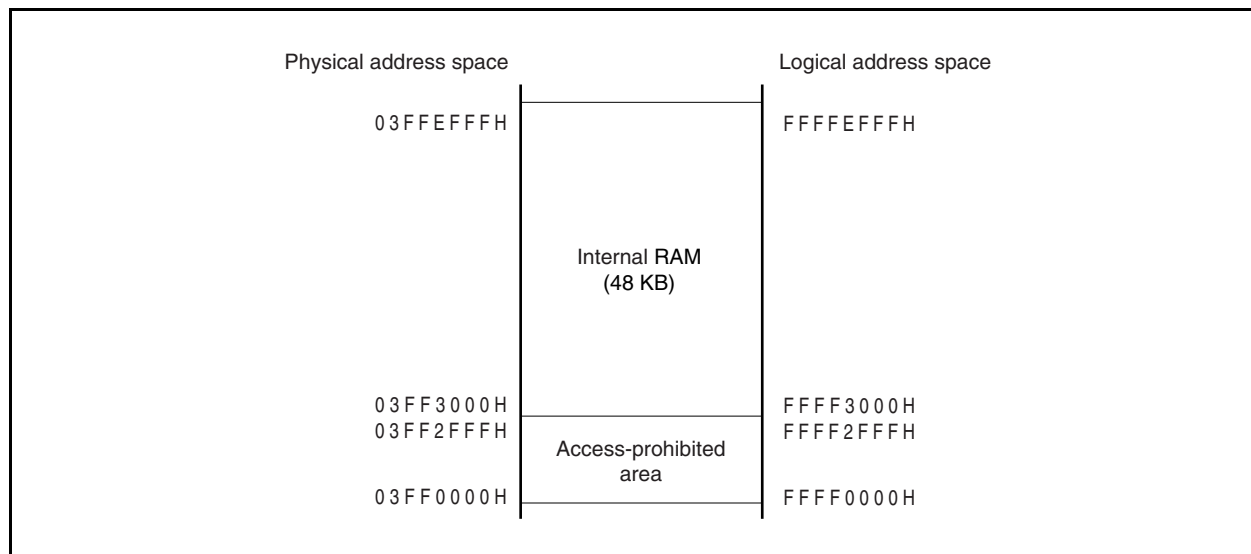 Physical address space
Logical address space
03FFEFFFH
FFFFEFFFH
Internal RAM
(48 KB)
03FF3000H
FFFF3000H
03FF2FFFH
FFFF2FFFH
Access-prohibited
area
03FF0000H
FFFF0000H